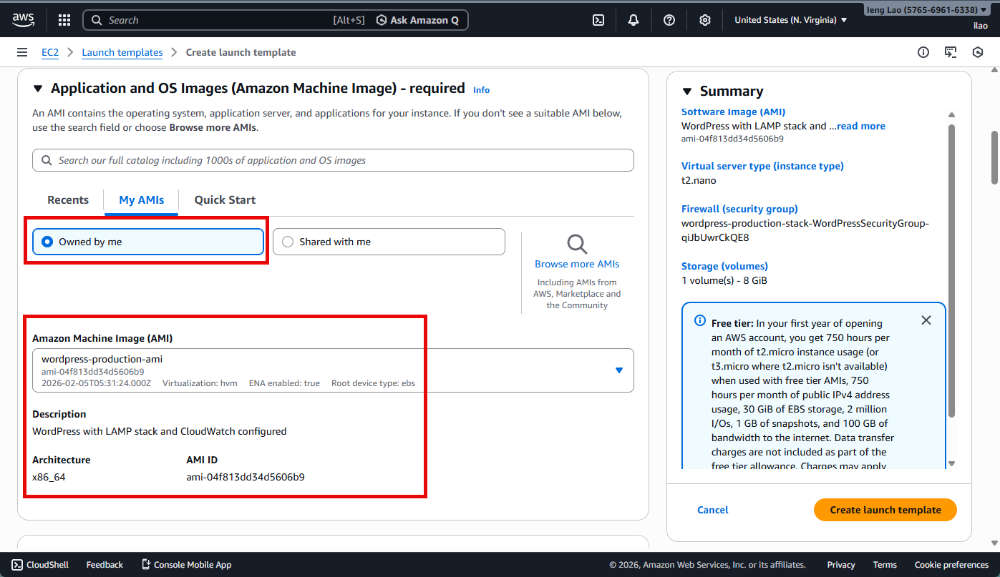 aws
Search
[Alt+S]
Ask Amazon Q
United States (N. Virginia)
Ieng Lao (5765-6961-6338)
ilao
EC2
Launch templates
Create launch template
Application and OS Images (Amazon Machine Image) - required
Info
An AMI contains the operating system, application server, and applications for your instance. If you don't see a suitable AMI below,
use the search field or choose Browse more AMIs.
Search our full catalog including 1000s of application and OS images
Recents
My AMIs
Quick Start
Owned by me
Shared with me
Browse more AMIs
Including AMIs from
AWS, Marketplace and
the Community
Amazon Machine Image (AMI)
wordpress-production-ami
ami-04f813dd34d5606b9
2026-02-05T05:31:24.000Z Virtualization: hvm ENA enabled: true Root device type: ebs
Description
WordPress with LAMP stack and CloudWatch configured
Architecture
AMI ID
x86_64
ami-04f813dd34d5606b9
Summary
Software Image (AMI)
WordPress with LAMP stack and ...read more
ami-04f813dd34d5606b9
Virtual server type (instance type)
t2.nano
Firewall (security group)
wordpress-production-stack-WordPressSecurityGroup-
qiJbUwrCkQE8
Storage (volumes)
1 volume(s) - 8 GiB
Free tier: In your first year of opening
an AWS account, you get 750 hours per
month of t2.micro instance usage (or
t3.micro where t2.micro isn't available)
when used with free tier AMIs, 750
hours per month of public IPv4 address
usage, 30 GiB of EBS storage, 2 million
I/Os, 1 GB of snapshots, and 100 GB of
bandwidth to the internet. Data transfer
charges are not included as part of the
free tier allowance. Charges may apply
Cancel
Create launch template
CloudShell
Feedback
Console Mobile App
© 2026, Amazon Web Services, Inc. or its affiliates.
Privacy
Terms
Cookie preferences